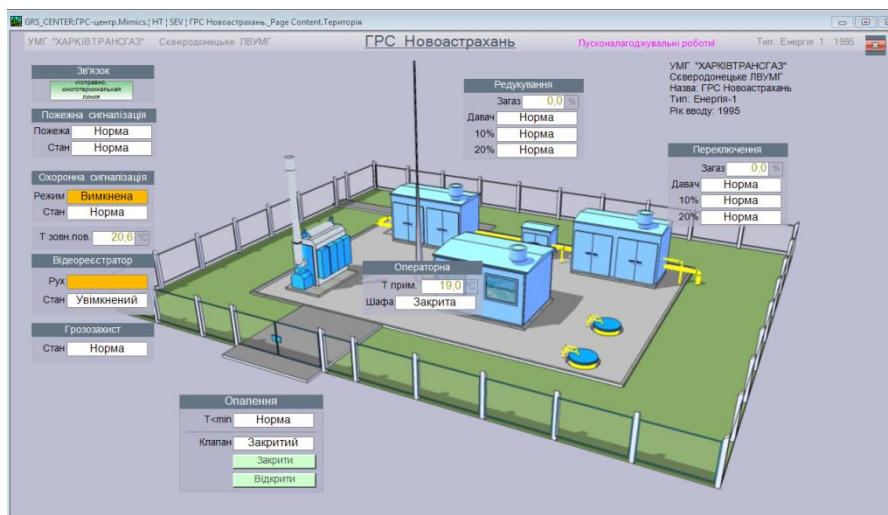 GRS_CENTER:ГРС-центр.Mimics.¦ HT ¦ SEV ¦ ГРС Новоастрахань._Page Content.Територія
УМГ "ХАРКІВТРАНСГАЗ" Сєвєродонецьке ЛВУМГ
ГРС Новоастрахань
Пусконалагоджувальні роботи!
Тип: Енергія 1 1995
УМГ "ХАРКІВТРАНСГАЗ"
Сєвєродонецьке ЛВУМГ
Назва: ГРС Новоастрахань
Тип: Енергія-1
Рік вводу: 1995
Зв'язок
Исправно,
многотерминальная
линия
Пожежна сигналізація
Пожежа Норма
Стан Норма
Охоронна сигналізація
Режим Вимкнена
Стан Норма
Т зовн.пов. 20,6 °C
Відеореєстратор
Рух
Стан Увімкнений
Грозозахист
Стан Норма
Редукування
Загаз 0,0 %
Давач Норма
10% Норма
20% Норма
Переключення
Загаз 0,0 %
Давач Норма
10% Норма
20% Норма
Операторна
Т прим. 19,0 °C
Шафа Закрита
Опалення
T<min Норма
Клапан Закритий
Закрити
Відкрити